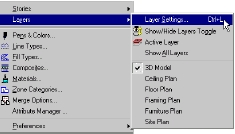 Stories
Layers
Pens & Colors...
Line Types...
Fill Types...
Composites...
Materials...
Zone Categories...
Merge Options...
Attribute Manager...
Preferences
Layer Settings... Ctrl+L
Show/Hide Layers Toggle
Active Layer
Show All Layers
3D Model
Ceiling Plan
Floor Plan
Framing Plan
Furniture Plan
Site Plan